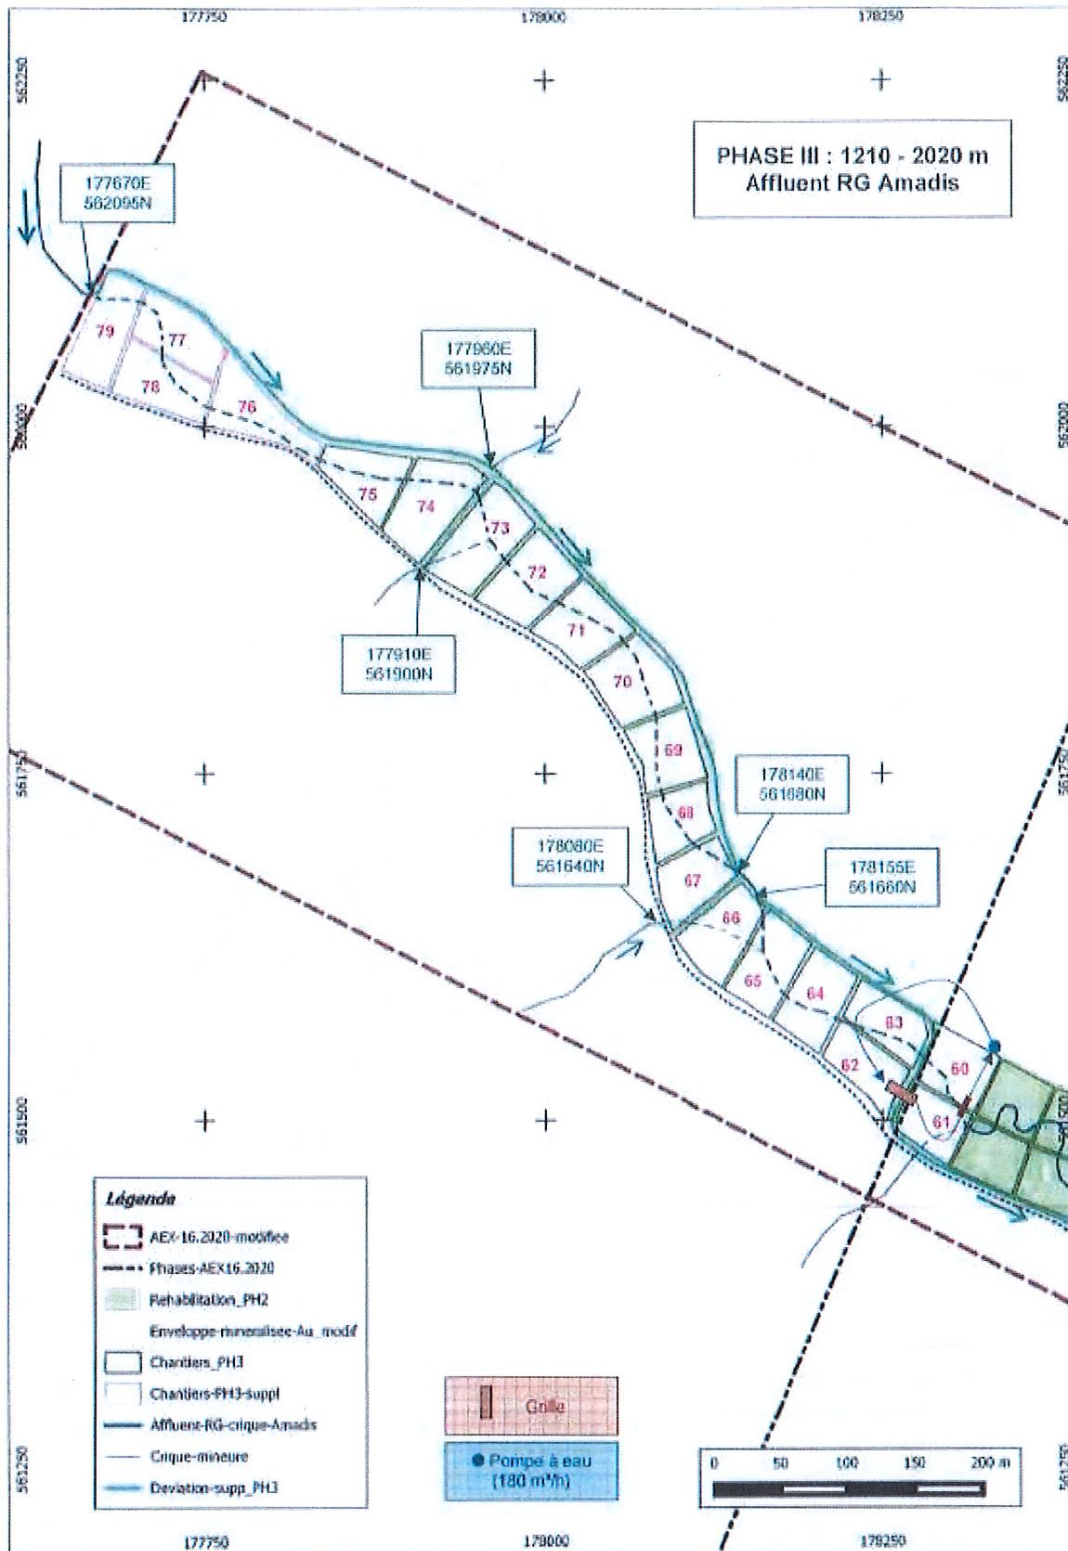 177750
178000
178250
562250
562250
PHASE III : 1210 - 2020 m
Affluent RG Amadis
177670E
562095N
177960E
561975N
562000
79
77
78
76
75
74
73
72
71
70
69
68
67
66
65
64
63
62
60
61
177910E
561900N
561750
561750
178140E
561680N
178080E
561640N
178155E
561660N
561500
561500
Légende
AEX-16.2020-modifiee
Phases-AEX16.2020
Rehabilitation_PH2
Enveloppe-mineralisee-Au_modif
Chantiers_PH3
Chantiers-PH3-suppl
Affluent-RG-crique-Amadis
Crique-mineure
Deviation-supp_PH3
Grille
Pompe à eau
(180 m³/h)
0 50 100 150 200 m
561250
561250
177750
178000
178250